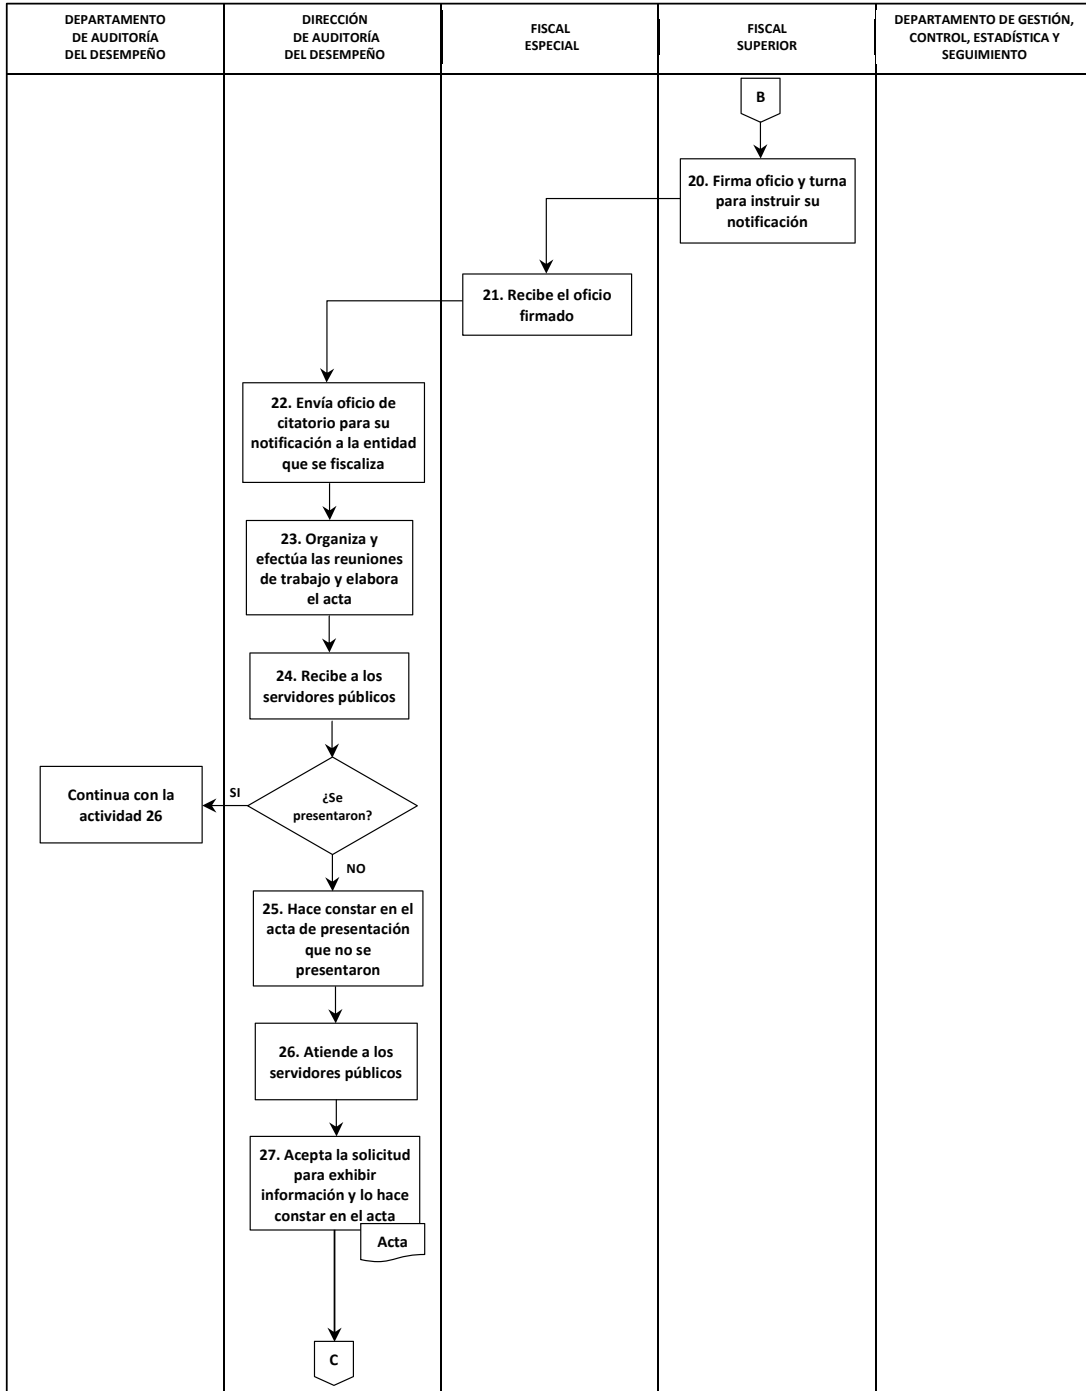 DEPARTAMENTO
DE AUDITORÍA
DEL DESEMPEÑO
DIRECCIÓN
DE AUDITORÍA
DEL DESEMPEÑO
FISCAL
ESPECIAL
FISCAL
SUPERIOR
DEPARTAMENTO DE GESTIÓN,
CONTROL, ESTADÍSTICA Y
SEGUIMIENTO
B
20. Firma oficio y turna
para instruir su
notificación
21. Recibe el oficio
firmado
22. Envía oficio de
citatorio para su
notificación a la entidad
que se fiscaliza
23. Organiza y
efectúa las reuniones
de trabajo y elabora
el acta
24. Recibe a los
servidores públicos
¿Se
presentaron?
SI
Continua con la
actividad 26
NO
25. Hace constar en el
acta de presentación
que no se
presentaron
26. Atiende a los
servidores públicos
27. Acepta la solicitud
para exhibir
información y lo hace
constar en el acta
Acta
C